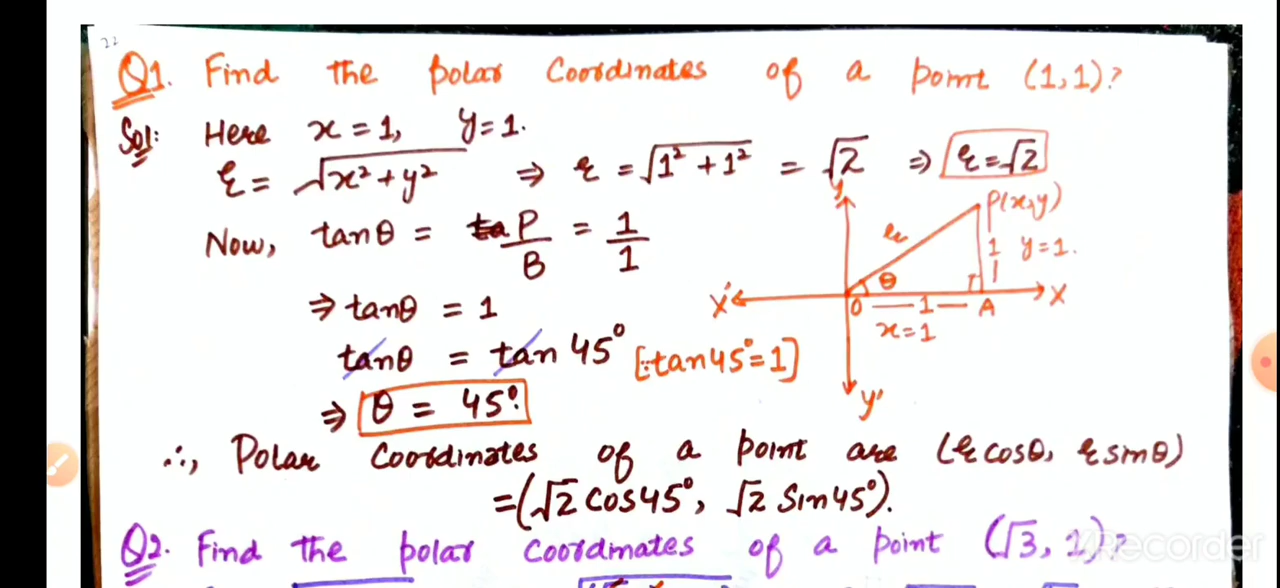 22
Q1. Find the polar coordinates of a point (1,1)?
Sol: Here x = 1, y = 1.
r = √x² + y² ⇒ r = √1² + 1² = √2 ⇒ r = √2
Now, tanθ = P/B = 1/1
⇒ tanθ = 1
tanθ = tan 45° [∵ tan45° = 1]
⇒ θ = 45°.
y
P(x,y)
r
1 y = 1.
θ
X' O 1 A X
x = 1
y'
∴, Polar coordinates of a point are (r cosθ, r sinθ)
= (√2 Cos45°, √2 Sin45°).
Q2. Find the polar coordinates of a point (√3, 1)?
Recorder